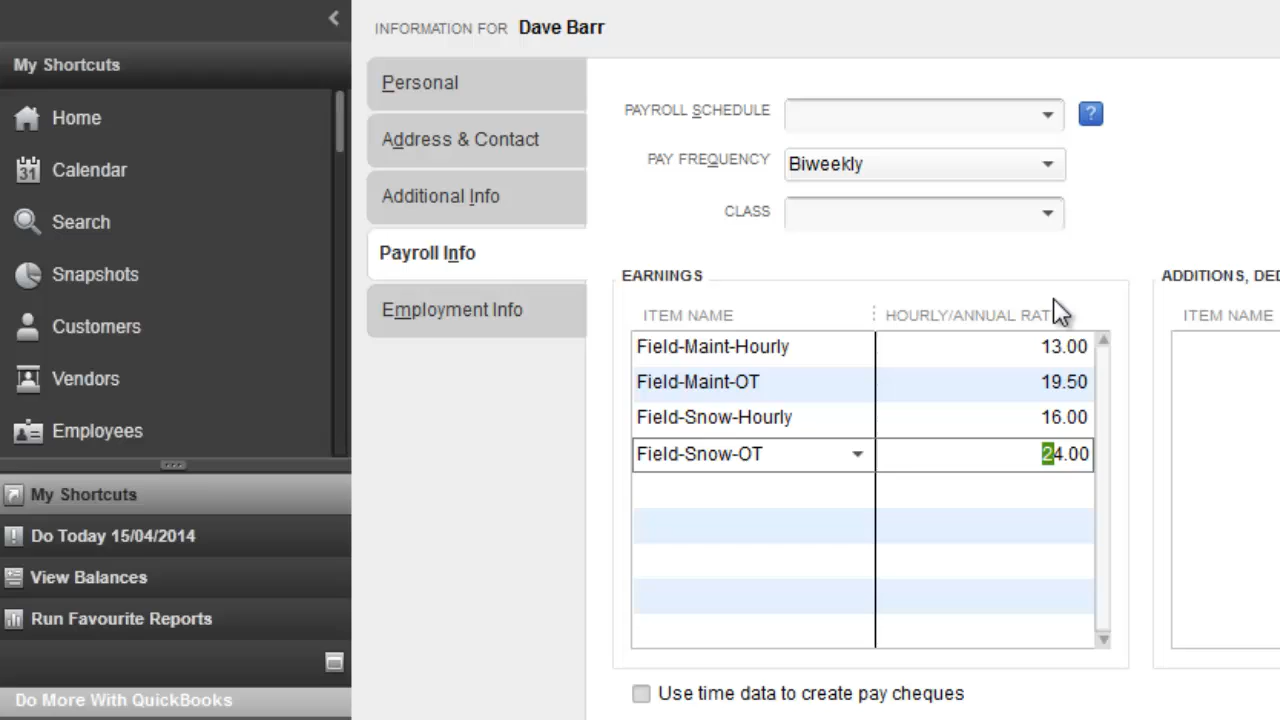 My Shortcuts
Home
31
Calendar
Search
Snapshots
Customers
Vendors
Employees
My Shortcuts
Do Today 15/04/2014
View Balances
Run Favourite Reports
Do More With QuickBooks
INFORMATION FOR Dave Barr
Personal
Address & Contact
Additional Info
Payroll Info
Employment Info
PAYROLL SCHEDULE
?
PAY FREQUENCY Biweekly
CLASS
EARNINGS
ITEM NAME HOURLY/ANNUAL RAT
Field-Maint-Hourly 13.00
Field-Maint-OT 19.50
Field-Snow-Hourly 16.00
Field-Snow-OT 24.00
Use time data to create pay cheques
ADDITIONS, DED
ITEM NAME